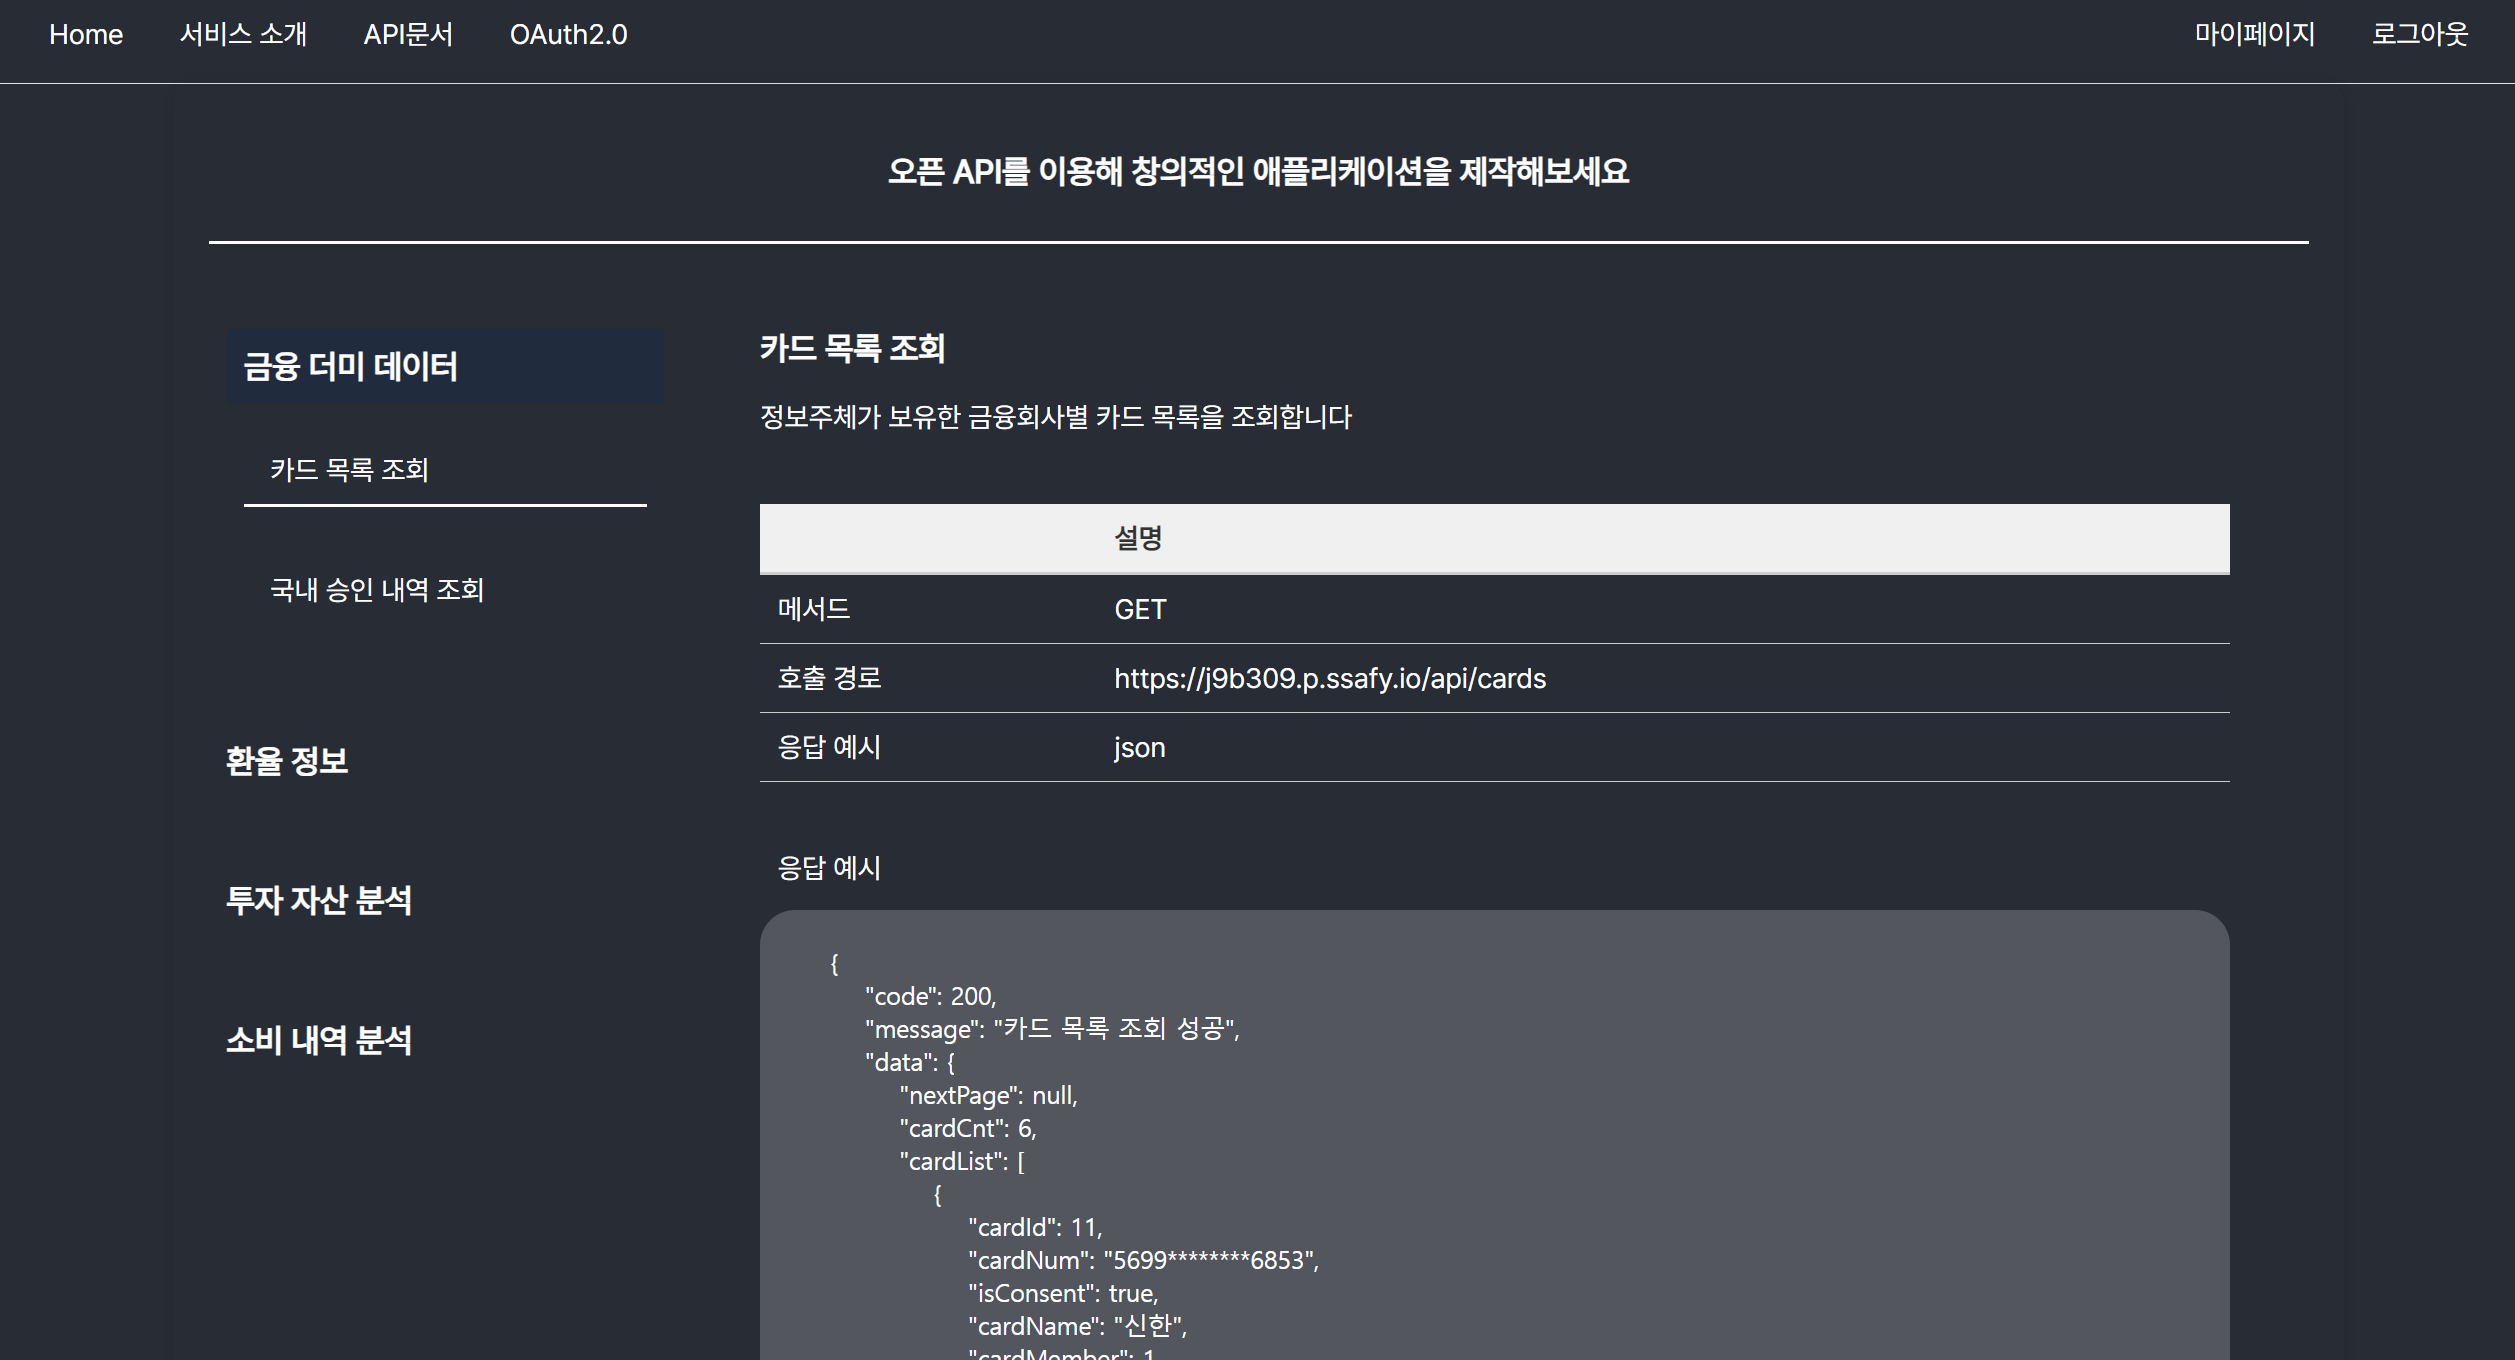 Home 서비스 소개 API문서 OAuth2.0 마이페이지 로그아웃
오픈 API를 이용해 창의적인 애플리케이션을 제작해보세요
금융 더미 데이터
카드 목록 조회
국내 승인 내역 조회
환율 정보
투자 자산 분석
소비 내역 분석
카드 목록 조회
정보주체가 보유한 금융회사별 카드 목록을 조회합니다
설명
메서드 GET
호출 경로 https://j9b309.p.ssafy.io/api/cards
응답 예시 json
응답 예시
{
"code": 200,
"message": "카드 목록 조회 성공",
"data": {
"nextPage": null,
"cardCnt": 6,
"cardList": [
{
"cardId": 11,
"cardNum": "5699********6853",
"isConsent": true,
"cardName": "신한",
"cardMember": 1